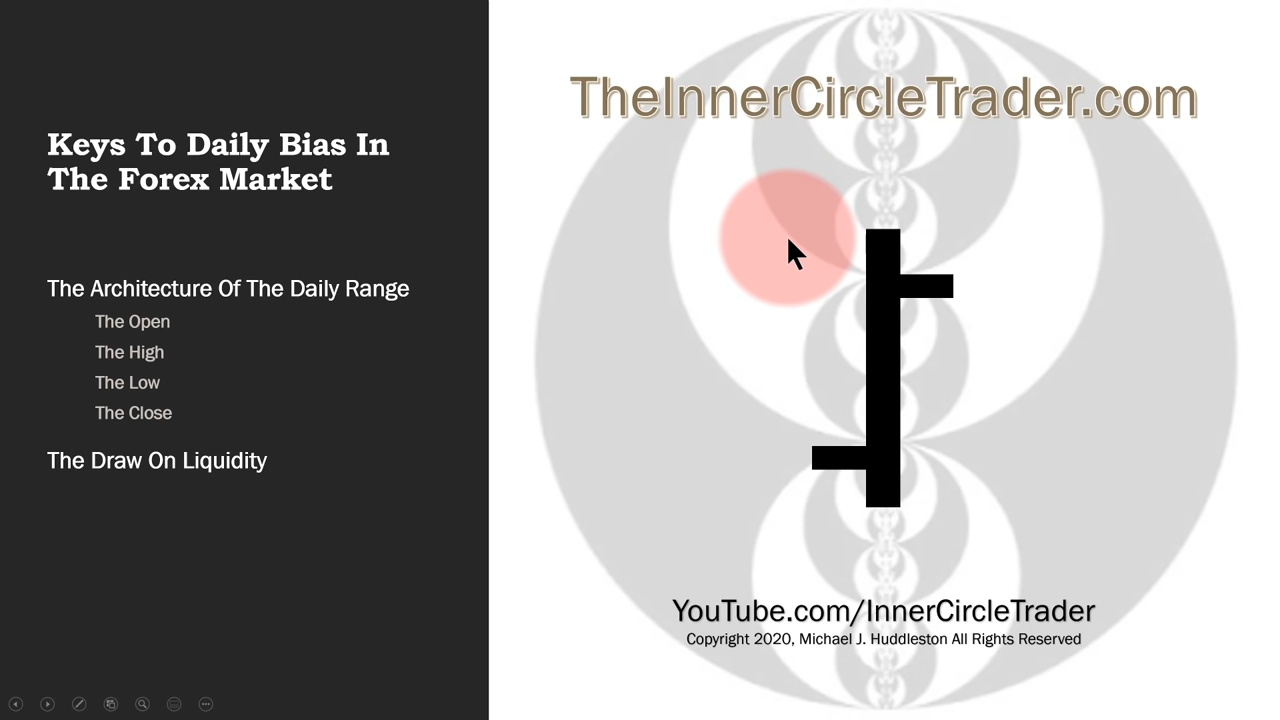 Keys To Daily Bias In
The Forex Market
The Architecture Of The Daily Range
The Open
The High
The Low
The Close
The Draw On Liquidity
TheInnerCircleTrader.com
YouTube.com/InnerCircleTrader
Copyright 2020, Michael J. Huddleston All Rights Reserved